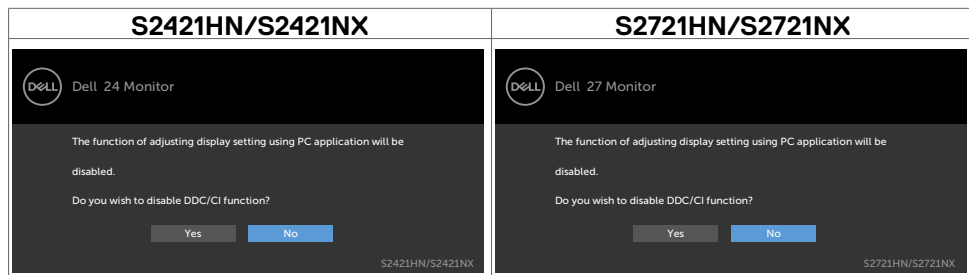 S2421HN/S2421NX
S2721HN/S2721NX
DELL
Dell 24 Monitor
The function of adjusting display setting using PC application will be
disabled.
Do you wish to disable DDC/CI function?
Yes
No
S2421HN/S2421NX
DELL
Dell 27 Monitor
The function of adjusting display setting using PC application will be
disabled.
Do you wish to disable DDC/CI function?
Yes
No
S2721HN/S2721NX